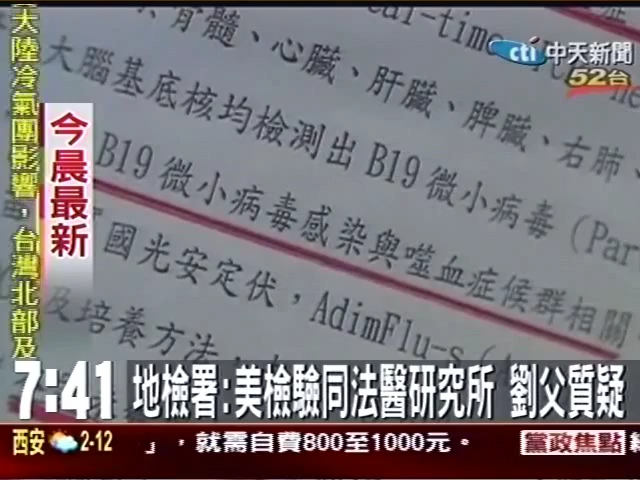 大陸冷氣團影響，台灣北部及
今晨最新
cti 中天新聞
52台
骨髓、心臟、肝臟、脾臟、右肺、
大腦基底核均檢測出B19微小病毒 (Par
B19微小病毒感染與噬血症候群相關
國光安定伏，AdimFlu-s
及培養方法，
7:41 地檢署:美檢驗同法醫研究所 劉父質疑
西安 2-12 」，就需自費800至1000元。 黨政焦點